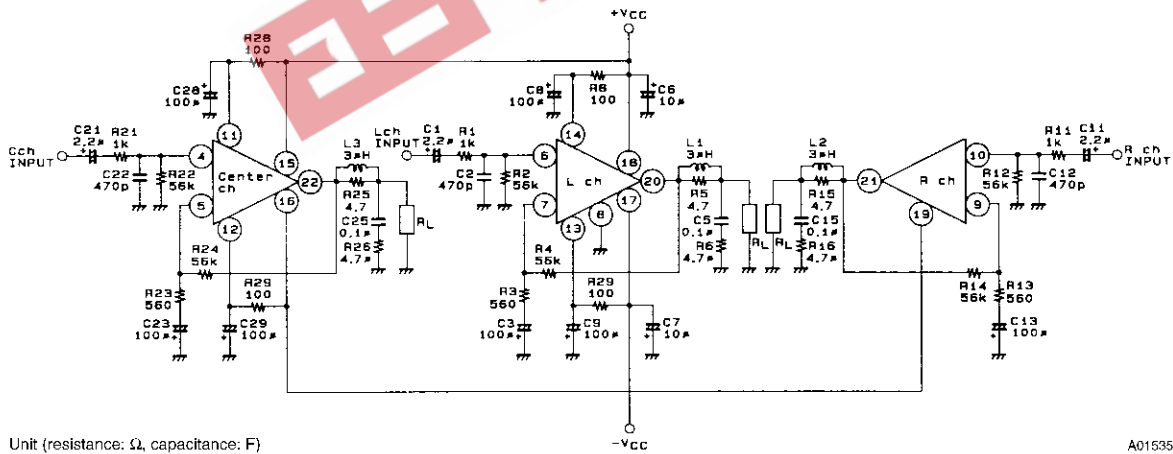 +VCC
R28
100
C28
100µ
+
C8
100µ
+
R8
100
+
C6
10µ
11
14
Cch
INPUT
C21
2.2µ
+
R21
1k
4
Center
ch
15
22
16
5
12
C22
470p
R22
56k
L3
3µH
R25
4.7
C25
0.1µ
R26
4.7µ
RL
R24
56k
R23
560
C23
100µ
+
R29
100
C29
100µ
+
Lch
INPUT
C1
2.2µ
+
R1
1k
6
L ch
18
20
17
7
8
13
C2
470p
R2
56k
L1
3µH
R5
4.7
C5
0.1µ
R6
4.7µ
RL
R4
56k
R3
560
C3
100µ
+
R29
100
C9
100µ
+
C7
10µ
+
L2
3µH
R15
4.7
C15
0.1µ
R16
4.7µ
RL
21
R ch
10
9
19
R11
1k
C11
2.2µ
+
R ch
INPUT
R12
56k
C12
470p
R14
56k
R13
560
C13
100µ
+
-VCC
Unit (resistance: Ω, capacitance: F)
A01535